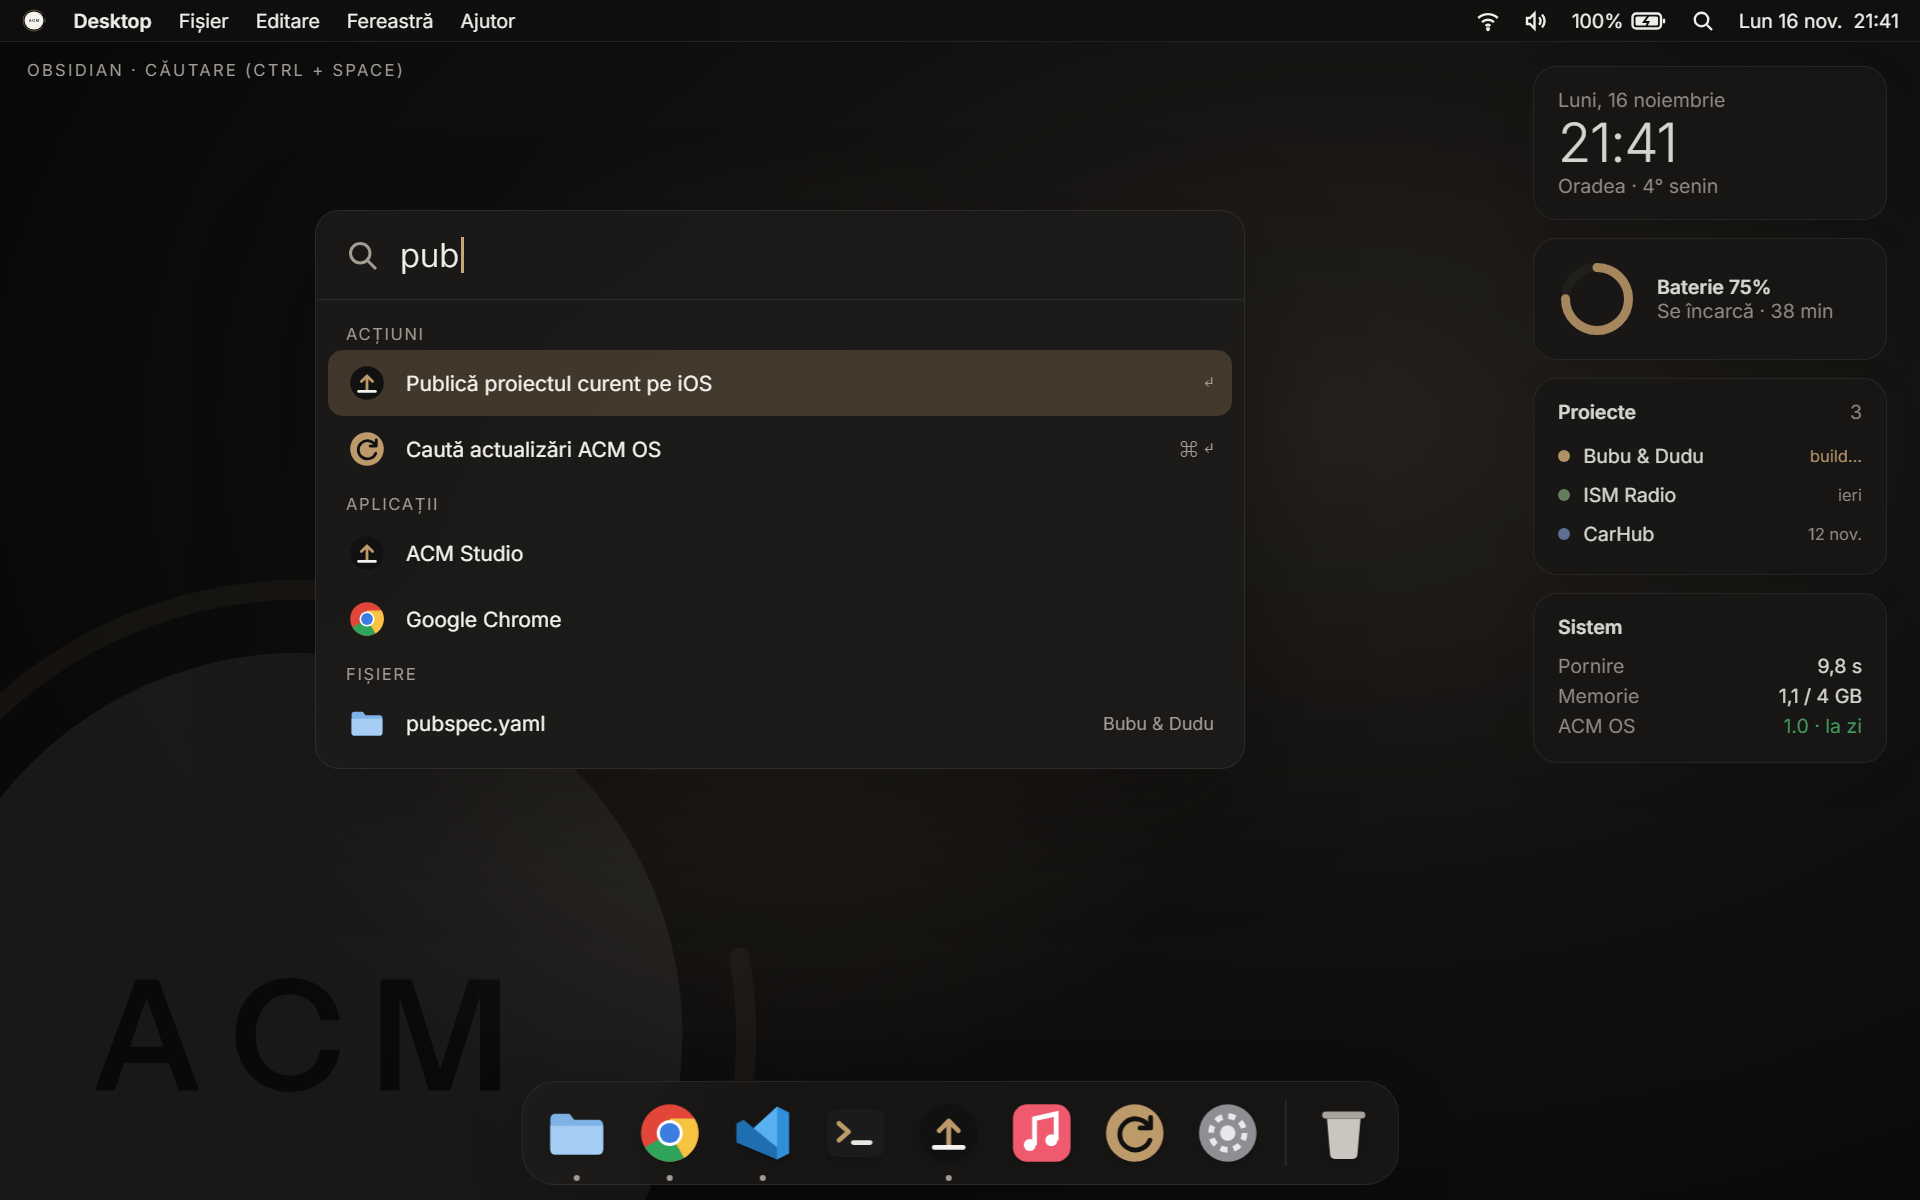 ACM Desktop Fișier Editare Fereastră Ajutor 100% Lun 16 nov. 21:41
OBSIDIAN · CĂUTARE (CTRL + SPACE)
pub
ACȚIUNI
Publică proiectul curent pe iOS ↵
Caută actualizări ACM OS ⌘ ↵
APLICAȚII
ACM Studio
Google Chrome
FIȘIERE
pubspec.yaml Bubu & Dudu
Luni, 16 noiembrie
21:41
Oradea · 4° senin
Baterie 75%
Se încarcă · 38 min
Proiecte 3
Bubu & Dudu build...
ISM Radio ieri
CarHub 12 nov.
Sistem
Pornire 9,8 s
Memorie 1,1 / 4 GB
ACM OS 1.0 · la zi
ACM